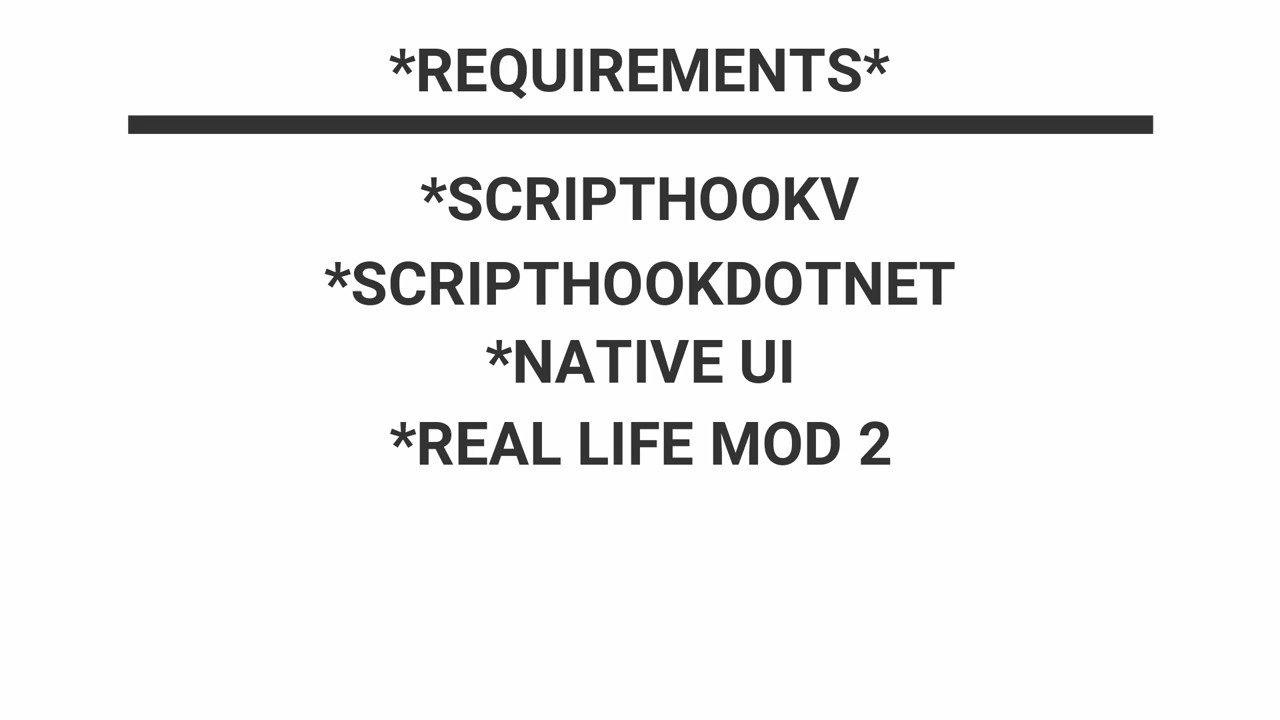 *REQUIREMENTS*
*SCRIPTHOOKV
*SCRIPTHOOKDOTNET
*NATIVE UI
*REAL LIFE MOD 2